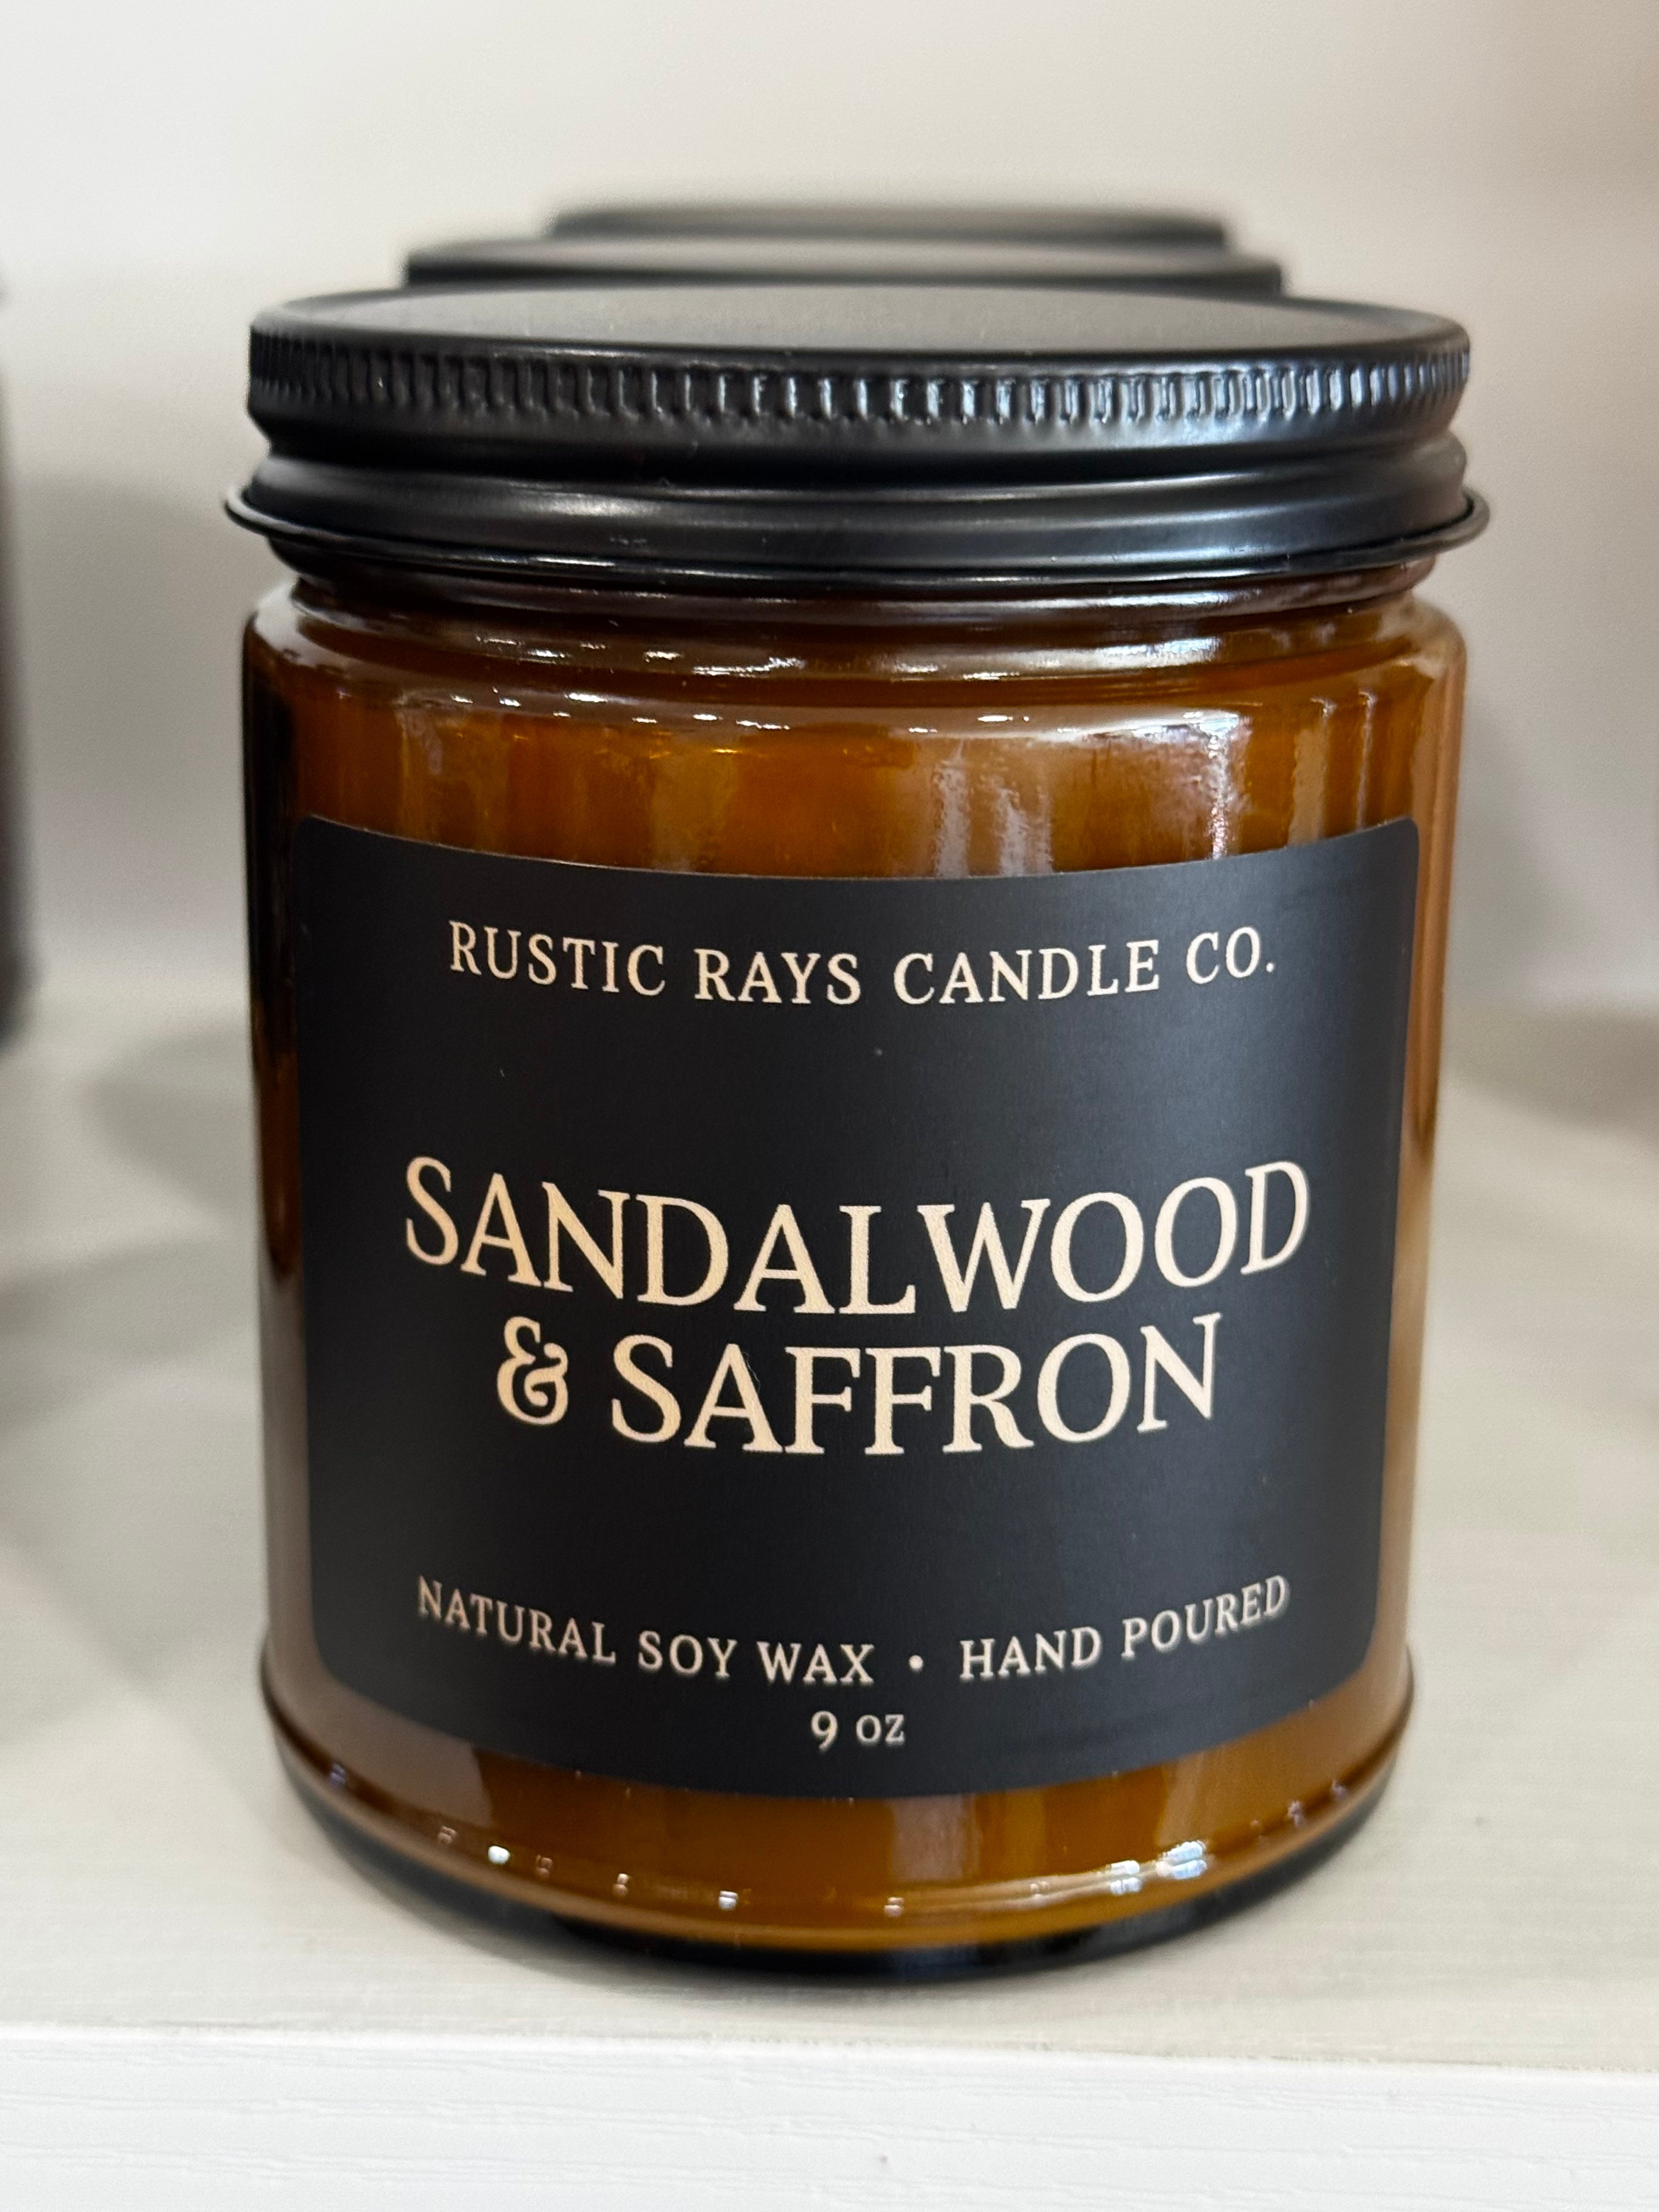 RUSTIC RAYS CANDLE CO.
SANDALWOOD
& SAFFRON
NATURAL SOY WAX • HAND POURED
9 OZ